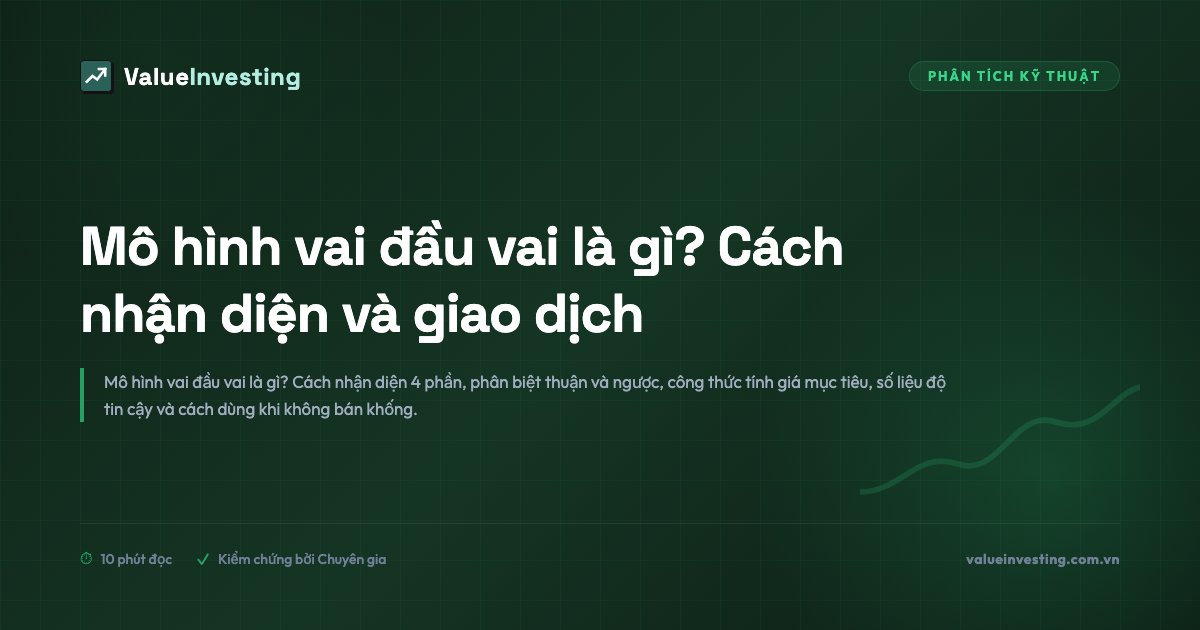 ValueInvesting
PHÂN TÍCH KỸ THUẬT
Mô hình vai đầu vai là gì? Cách
nhận diện và giao dịch
Mô hình vai đầu vai là gì? Cách nhận diện 4 phần, phân biệt thuận và ngược, công thức tính giá mục tiêu, số liệu độ
tin cậy và cách dùng khi không bán khống.
10 phút đọc
Kiểm chứng bởi Chuyên gia
valueinvesting.com.vn